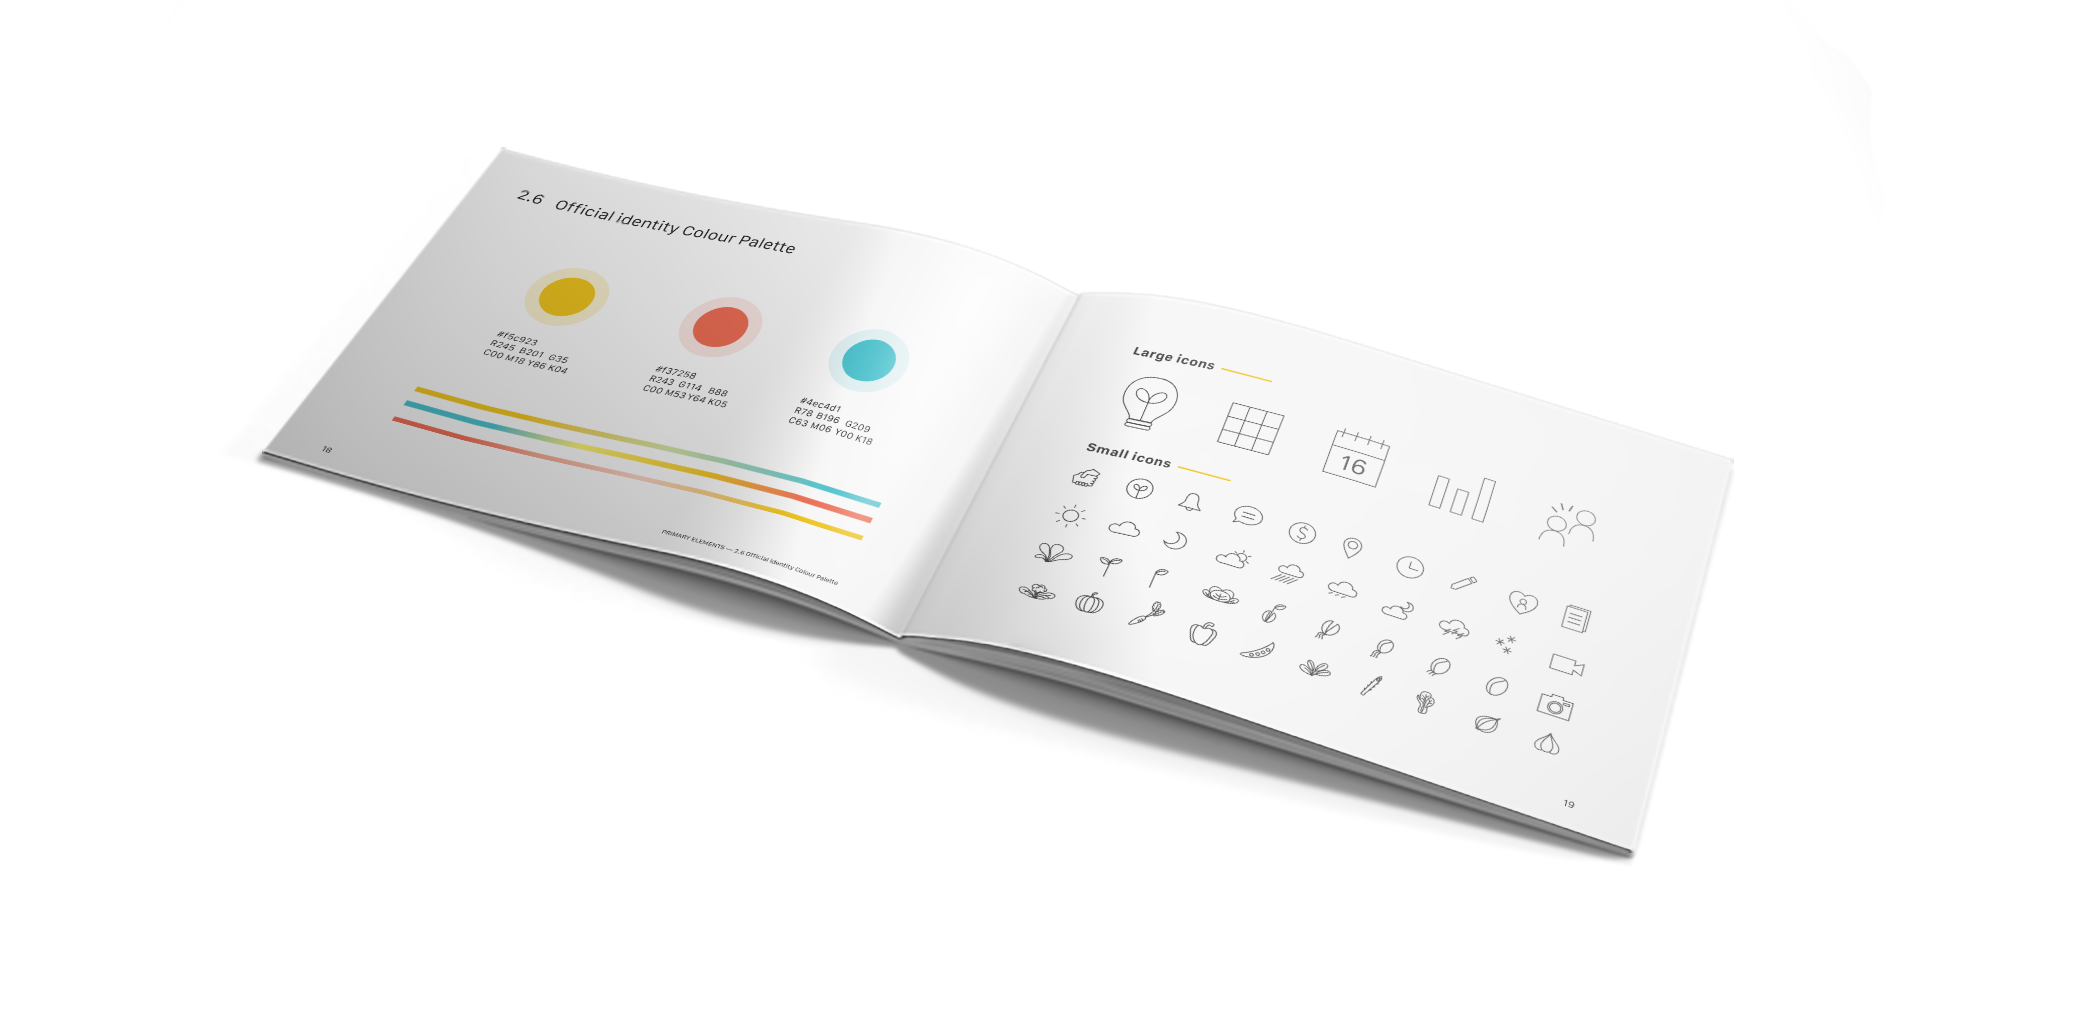 2.6 Official identity Colour Palette
#f5c923
R245 B201 G35
C00 M18 Y86 K04
#f37258
R243 G114 B88
C00 M53 Y64 K05
#4ec4d1
R78 B196 G209
C63 M06 Y00 K18
18
PRIMARY ELEMENTS — 2.6 Official Identity Colour Palette
Large icons
16
Small icons
$
19